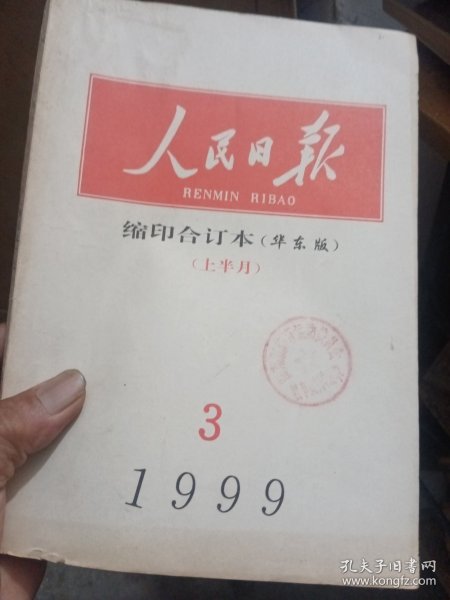 人民日报
RENMIN RIBAO
缩印合订本(华东版)
(上半月)
3
1999
孔夫子旧书网
www.kongfz.com